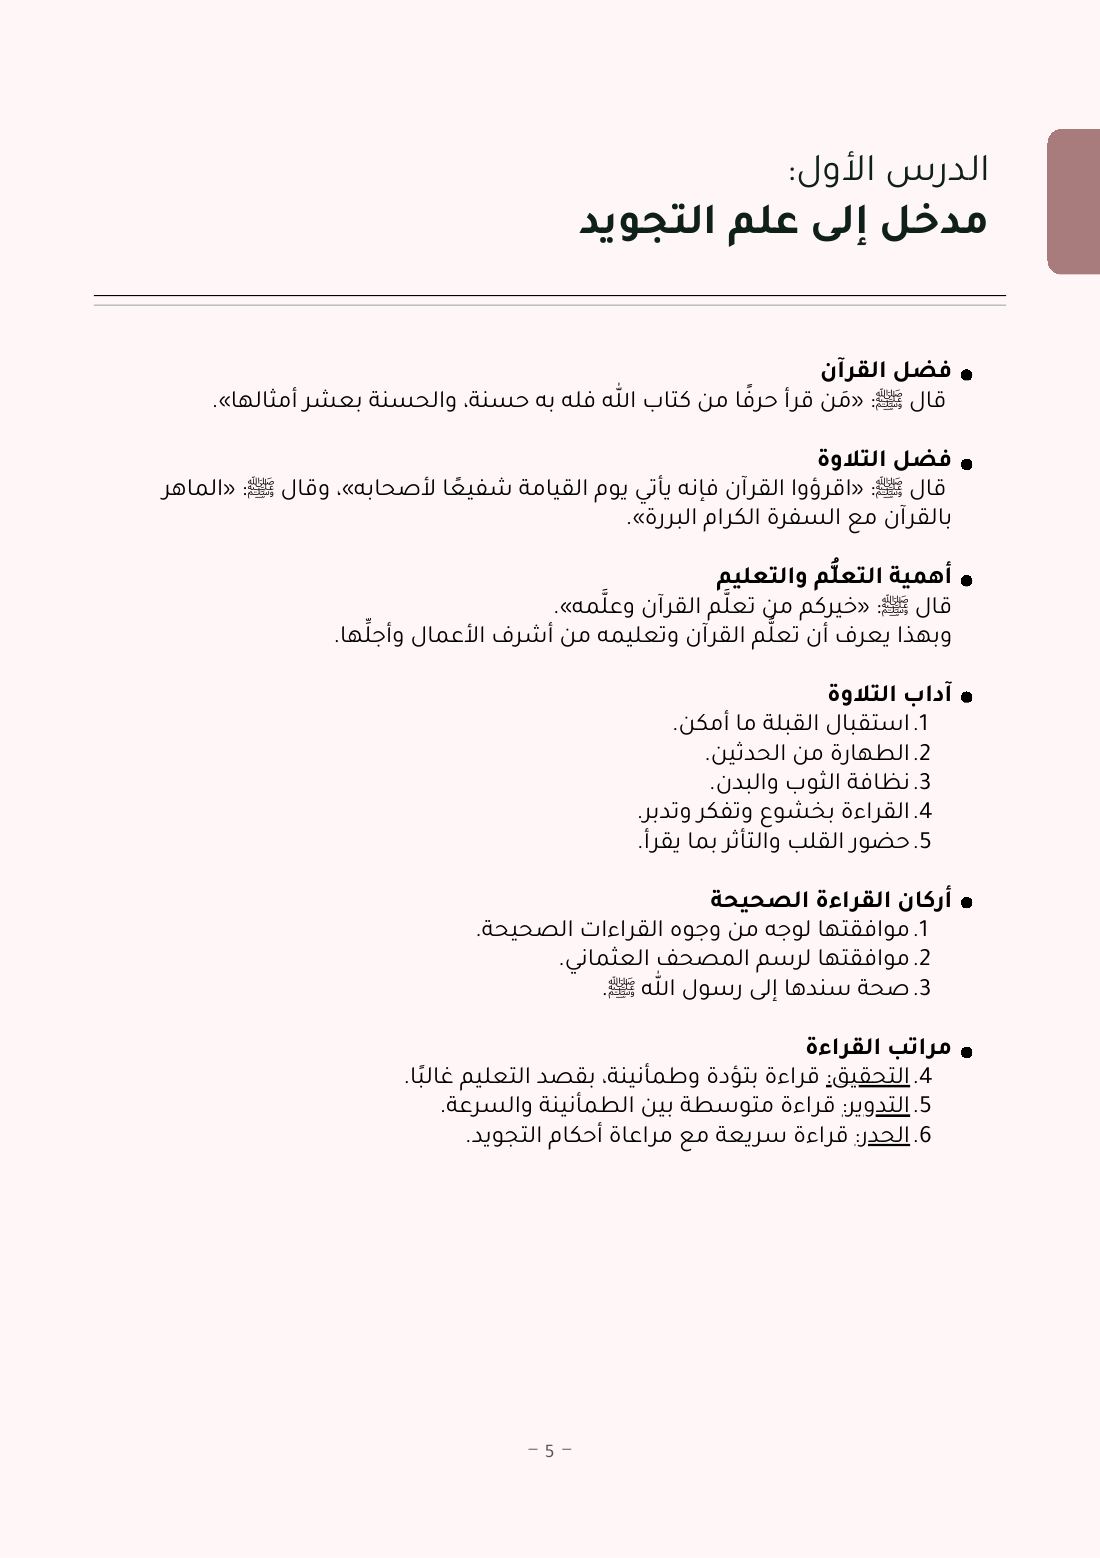 الدرس الأول:
مدخل إلى علم التجويد
● فضل القرآن
قال ﷺ: «مَن قرأ حرفًا من كتاب الله فله به حسنة، والحسنة بعشر أمثالها».
● فضل التلاوة
قال ﷺ: «اقرؤوا القرآن فإنه يأتي يوم القيامة شفيعًا لأصحابه»، وقال ﷺ: «الماهر
بالقرآن مع السفرة الكرام البررة».
● أهمية التعلُّم والتعليم
قال ﷺ: «خيركم من تعلَّم القرآن وعلَّمه».
وبهذا يعرف أن تعلُّم القرآن وتعليمه من أشرف الأعمال وأجلِّها.
● آداب التلاوة
1. استقبال القبلة ما أمكن.
2. الطهارة من الحدثين.
3. نظافة الثوب والبدن.
4. القراءة بخشوع وتفكر وتدبر.
5. حضور القلب والتأثر بما يقرأ.
● أركان القراءة الصحيحة
1. موافقتها لوجه من وجوه القراءات الصحيحة.
2. موافقتها لرسم المصحف العثماني.
3. صحة سندها إلى رسول الله ﷺ.
● مراتب القراءة
4. التحقيق: قراءة بتؤدة وطمأنينة، بقصد التعليم غالبًا.
5. التدوير: قراءة متوسطة بين الطمأنينة والسرعة.
6. الحدر: قراءة سريعة مع مراعاة أحكام التجويد.
– 5 –